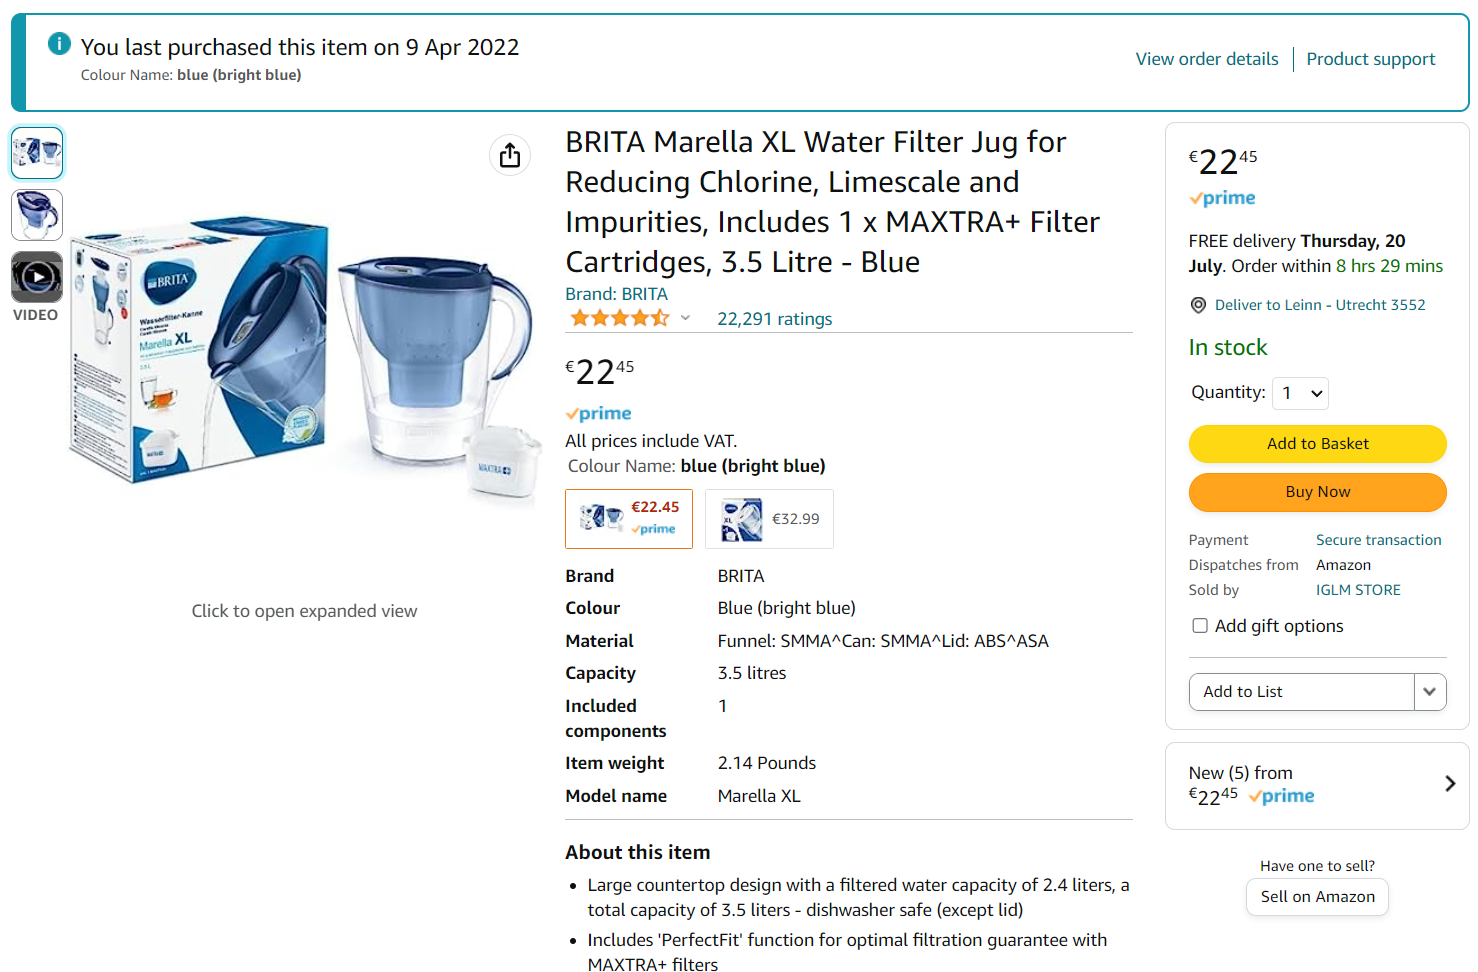 You last purchased this item on 9 Apr 2022
Colour Name: blue (bright blue)
View order details
Product support
VIDEO
BRITA
Wasserfilter-Kanne
Marella XL
MAXTRA+
Click to open expanded view
BRITA Marella XL Water Filter Jug for
Reducing Chlorine, Limescale and
Impurities, Includes 1 x MAXTRA+ Filter
Cartridges, 3.5 Litre - Blue
Brand: BRITA
22,291 ratings
€22 45
prime
All prices include VAT.
Colour Name: blue (bright blue)
€22.45
prime
€32.99
XL
Brand BRITA
Colour Blue (bright blue)
Material Funnel: SMMA^Can: SMMA^Lid: ABS^ASA
Capacity 3.5 litres
Included components 1
Item weight 2.14 Pounds
Model name Marella XL
About this item
• Large countertop design with a filtered water capacity of 2.4 liters, a
total capacity of 3.5 liters - dishwasher safe (except lid)
• Includes 'PerfectFit' function for optimal filtration guarantee with
MAXTRA+ filters
€22 45
prime
FREE delivery Thursday, 20
July. Order within 8 hrs 29 mins
Deliver to Leinn - Utrecht 3552
In stock
Quantity: 1
Add to Basket
Buy Now
Payment Secure transaction
Dispatches from Amazon
Sold by IGLM STORE
Add gift options
Add to List
New (5) from
€22 45 prime
Have one to sell?
Sell on Amazon